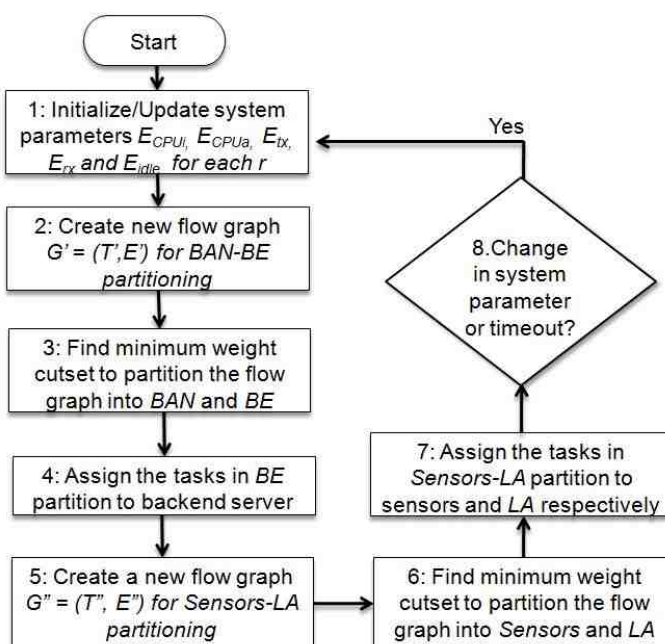 Start
1: Initialize/Update system
parameters E_CPUi, E_CPUa, E_tx,
E_rx and E_idle for each r
2: Create new flow graph
G' = (T',E') for BAN-BE
partitioning
3: Find minimum weight
cutset to partition the flow
graph into BAN and BE
4: Assign the tasks in BE
partition to backend server
5: Create a new flow graph
G" = (T", E") for Sensors-LA
partitioning
6: Find minimum weight
cutset to partition the flow
graph into Sensors and LA
7: Assign the tasks in
Sensors-LA partition to
sensors and LA respectively
8.Change
in system
parameter
or timeout?
Yes